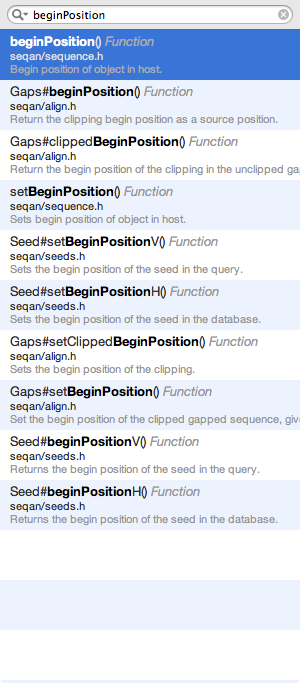 beginPosition
beginPosition() Function
seqan/sequence.h
Begin position of object in host.
Gaps#beginPosition() Function
seqan/align.h
Return the clipping begin position as a source position.
Gaps#clippedBeginPosition() Function
seqan/align.h
Return the begin position of the clipping in the unclipped ga
setBeginPosition() Function
seqan/sequence.h
Sets begin position of object in host.
Seed#setBeginPositionV() Function
seqan/seeds.h
Sets the begin position of the seed in the query.
Seed#setBeginPositionH() Function
seqan/seeds.h
Sets the begin position of the seed in the database.
Gaps#setClippedBeginPosition() Function
seqan/align.h
Sets the begin position of the clipping.
Gaps#setBeginPosition() Function
seqan/align.h
Set the begin position of the clipped gapped sequence, give
Seed#beginPositionV() Function
seqan/seeds.h
Returns the begin position of the seed in the query.
Seed#beginPositionH() Function
seqan/seeds.h
Returns the begin position of the seed in the database.